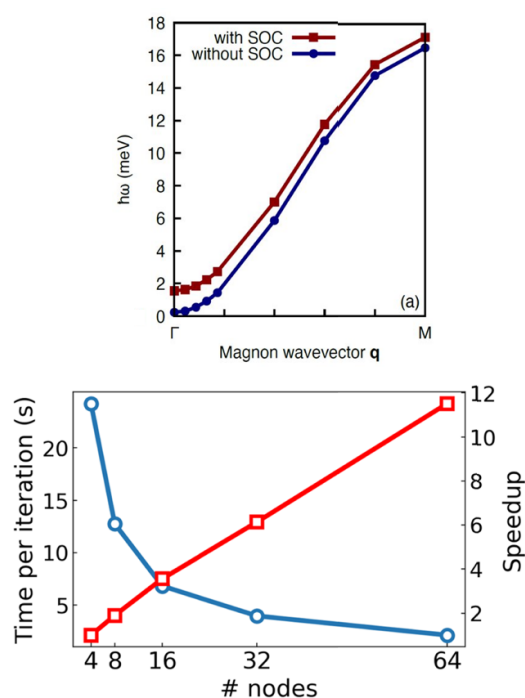 18
16
14
12
10
8
6
4
2
0
ħω (meV)
with SOC
without SOC
(a)
Γ
M
Magnon wavevector q
Time per iteration (s)
20
15
10
5
12
10
8
6
4
2
Speedup
4 8 16 32 64
# nodes